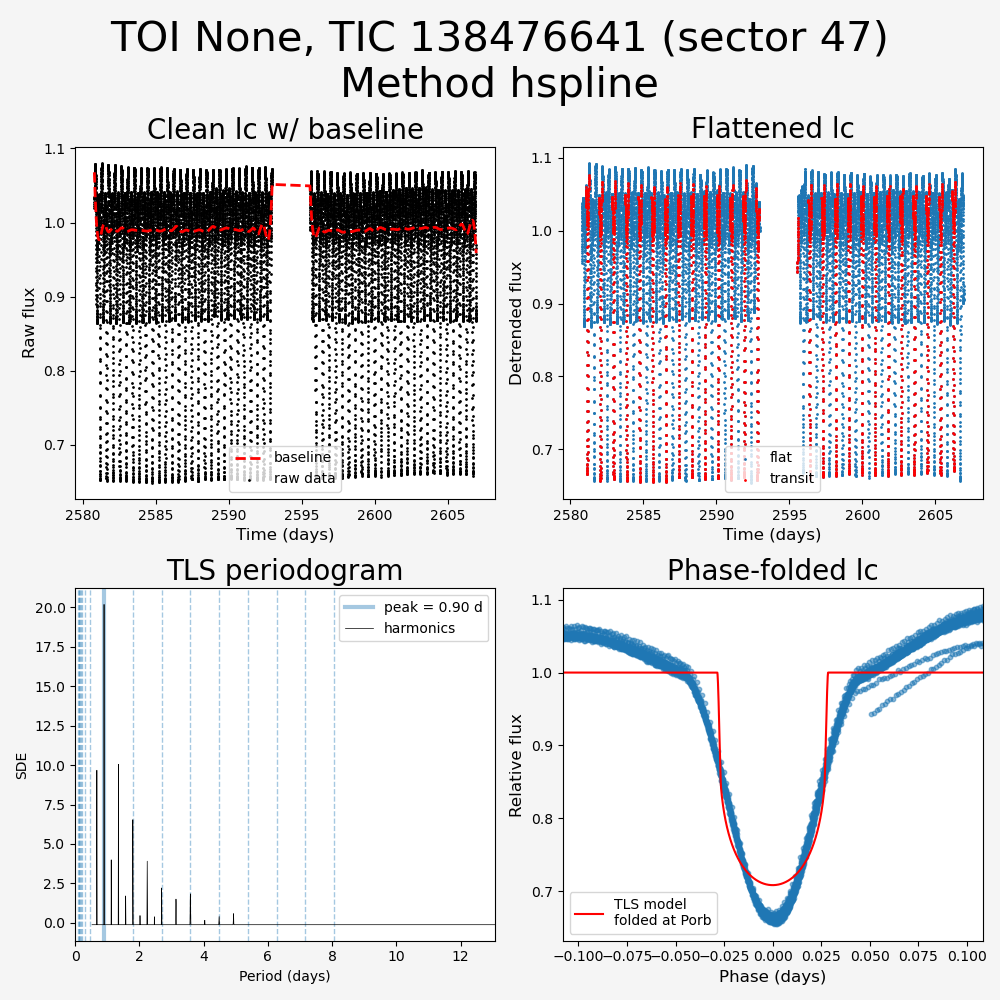 TOI None, TIC 138476641 (sector 47)
Method hspline
Clean lc w/ baseline
Raw flux
1.1
1.0
0.9
0.8
0.7
baseline
raw data
2580 2585 2590 2595 2600 2605
Time (days)
Flattened lc
Detrended flux
1.1
1.0
0.9
0.8
0.7
flat
transit
2580 2585 2590 2595 2600 2605
Time (days)
TLS periodogram
SDE
20.0
17.5
15.0
12.5
10.0
7.5
5.0
2.5
0.0
peak = 0.90 d
harmonics
0 2 4 6 8 10 12
Period (days)
Phase-folded lc
Relative flux
1.1
1.0
0.9
0.8
0.7
TLS model
folded at Porb
−0.100 −0.075 −0.050 −0.025 0.000 0.025 0.050 0.075 0.100
Phase (days)